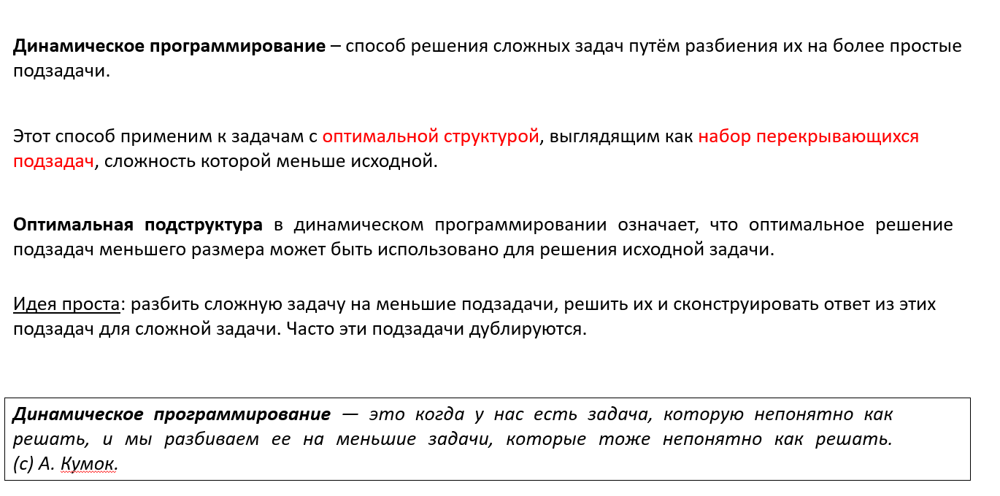 Динамическое программирование – способ решения сложных задач путём разбиения их на более простые
подзадачи.
Этот способ применим к задачам с оптимальной структурой, выглядящим как набор перекрывающихся
подзадач, сложность которой меньше исходной.
Оптимальная подструктура в динамическом программировании означает, что оптимальное решение
подзадач меньшего размера может быть использовано для решения исходной задачи.
Идея проста: разбить сложную задачу на меньшие подзадачи, решить их и сконструировать ответ из этих
подзадач для сложной задачи. Часто эти подзадачи дублируются.
Динамическое программирование — это когда у нас есть задача, которую непонятно как
решать, и мы разбиваем ее на меньшие задачи, которые тоже непонятно как решать.
(с) А. Кумок.